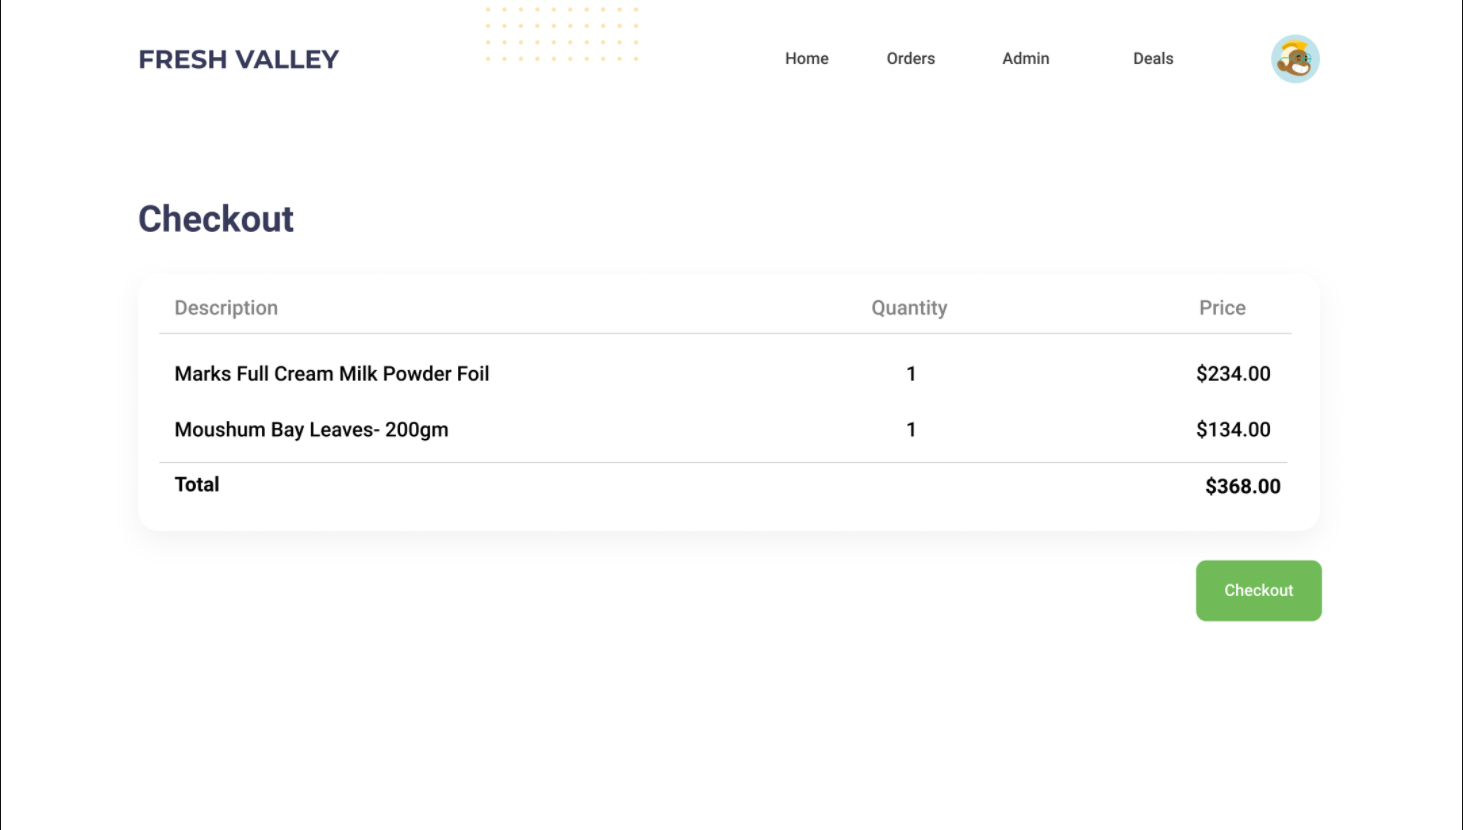 FRESH VALLEY
Home Orders Admin Deals
Checkout
Description Quantity Price
Marks Full Cream Milk Powder Foil 1 $234.00
Moushum Bay Leaves- 200gm 1 $134.00
Total $368.00
Checkout